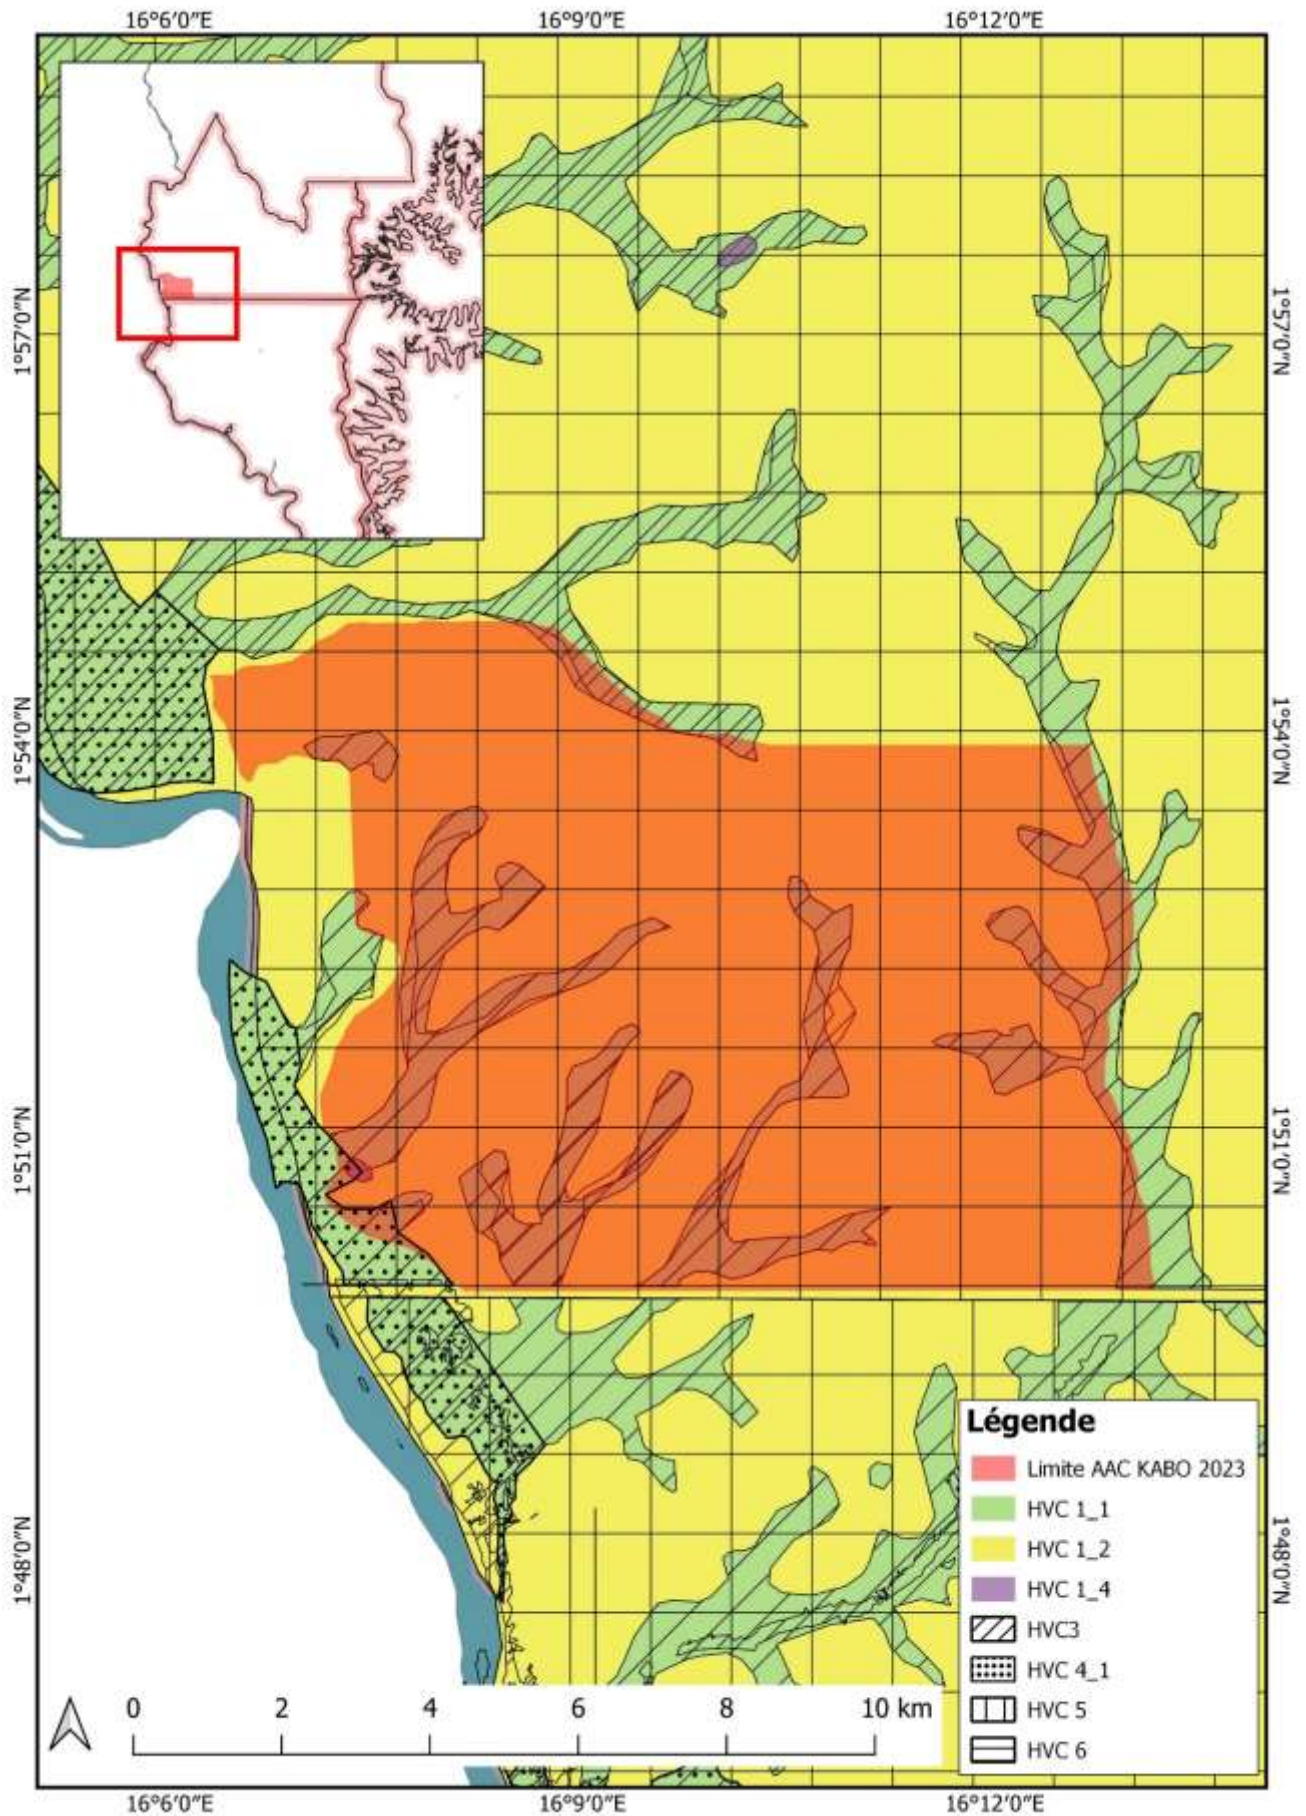 16°6′0″E 16°9′0″E 16°12′0″E
1°57′0″N 1°57′0″N
1°54′0″N 1°54′0″N
1°51′0″N 1°51′0″N
1°48′0″N 1°48′0″N
Légende
Limite AAC KABO 2023
HVC 1_1
HVC 1_2
HVC 1_4
HVC3
HVC 4_1
HVC 5
HVC 6
0 2 4 6 8 10 km
16°6′0″E 16°9′0″E 16°12′0″E